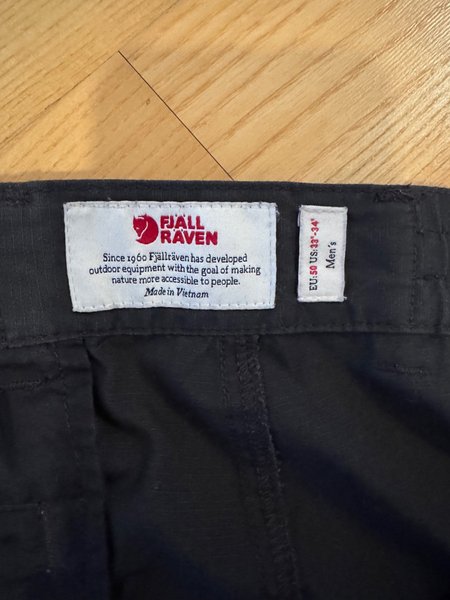 FJÄLL
RÄVEN
Since 1960 Fjällräven has developed
outdoor equipment with the goal of making
nature more accessible to people.
Made in Vietnam
EU: 50 US: 33"-34"
Men's